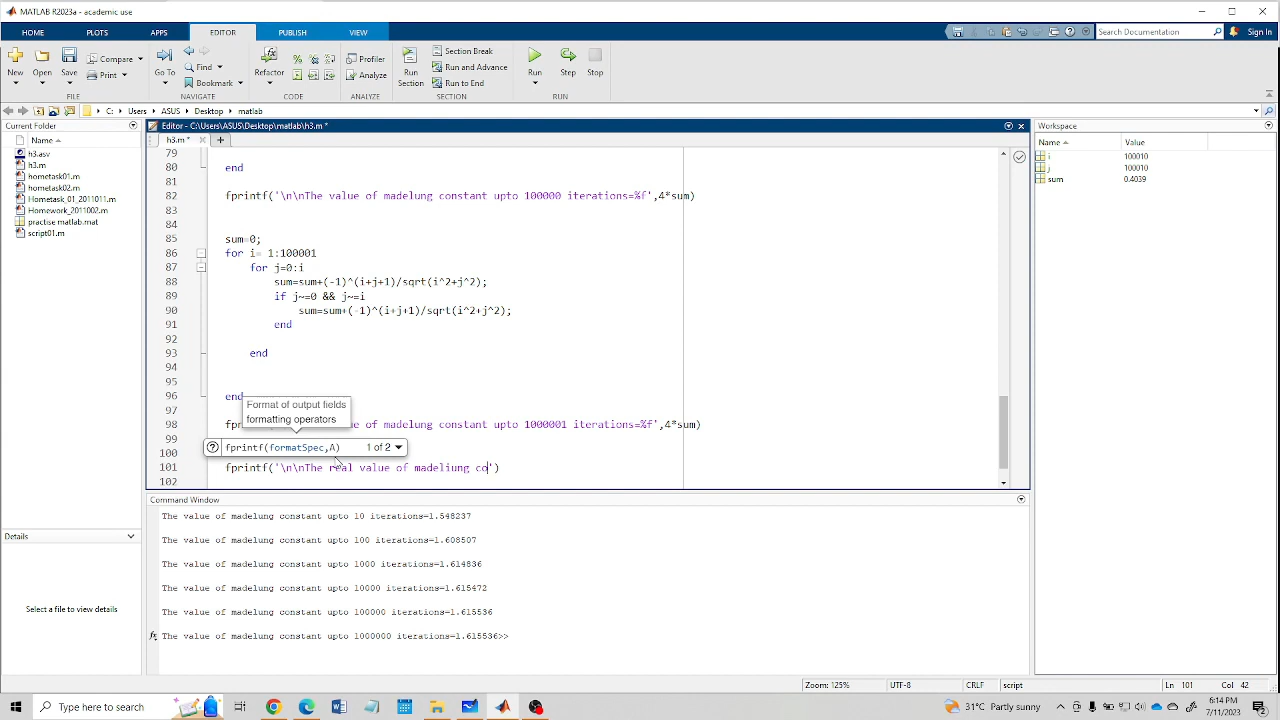 MATLAB R2023a - academic use
HOME PLOTS APPS EDITOR PUBLISH VIEW Search Documentation Sign In
New Open Save Compare Print Go To Find Bookmark Refactor Profiler Analyze Run Section Section Break Run and Advance Run to End Run Step Stop
FILE NAVIGATE CODE ANALYZE SECTION RUN
C: Users ASUS Desktop matlab
Current Folder
Name
h3.asv
h3.m
hometask01.m
hometask02.m
Hometask_01_2011011.m
Homework_2011002.m
practise matlab.mat
script01.m
Details
Select a file to view details
Editor - C:\Users\ASUS\Desktop\matlab\h3.m *
h3.m * +
79
80 end
81
82 fprintf('\n\nThe value of madelung constant upto 100000 iterations=%f',4*sum)
83
84
85 sum=0;
86 for i= 1:100001
87 for j=0:i
88 sum=sum+(-1)^(i+j+1)/sqrt(i^2+j^2);
89 if j~=0 && j~=i
90 sum=sum+(-1)^(i+j+1)/sqrt(i^2+j^2);
91 end
92
93 end
94
95
96 end
97
Format of output fields
formatting operators
98 fpr ue of madelung constant upto 1000001 iterations=%f',4*sum)
99
fprintf(formatSpec,A) 1 of 2
100
101 fprintf('\n\nThe real value of madeliung co')
102
Command Window
The value of madelung constant upto 10 iterations=1.548237
The value of madelung constant upto 100 iterations=1.608507
The value of madelung constant upto 1000 iterations=1.614836
The value of madelung constant upto 10000 iterations=1.615472
The value of madelung constant upto 100000 iterations=1.615536
fx The value of madelung constant upto 1000000 iterations=1.615536>>
Workspace
Name Value
i 100010
j 100010
sum 0.4039
Zoom: 125% UTF-8 CRLF script Ln 101 Col 42
Type here to search 31°C Partly sunny 6:14 PM
7/11/2023